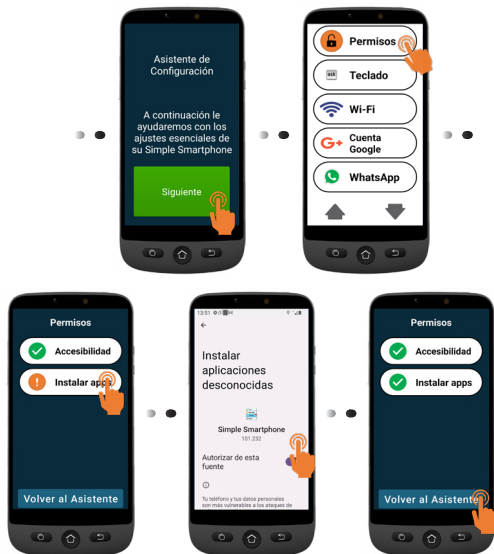 Asistente de
Configuración
A continuación le
ayudaremos con los
ajustes esenciales de
su Simple Smartphone
Siguiente
Permisos
ask
Teclado
Wi-Fi
G+
Cuenta
Google
WhatsApp
Permisos
Accesibilidad
Instalar apps
Volver al Asistente
13:51
Instalar
aplicaciones
desconocidas
Simple Smartphone
101.232
Autorizar de esta
fuente
Tu teléfono y tus datos personales
son más vulnerables a los ataques de
Permisos
Accesibilidad
Instalar apps
Volver al Asistente